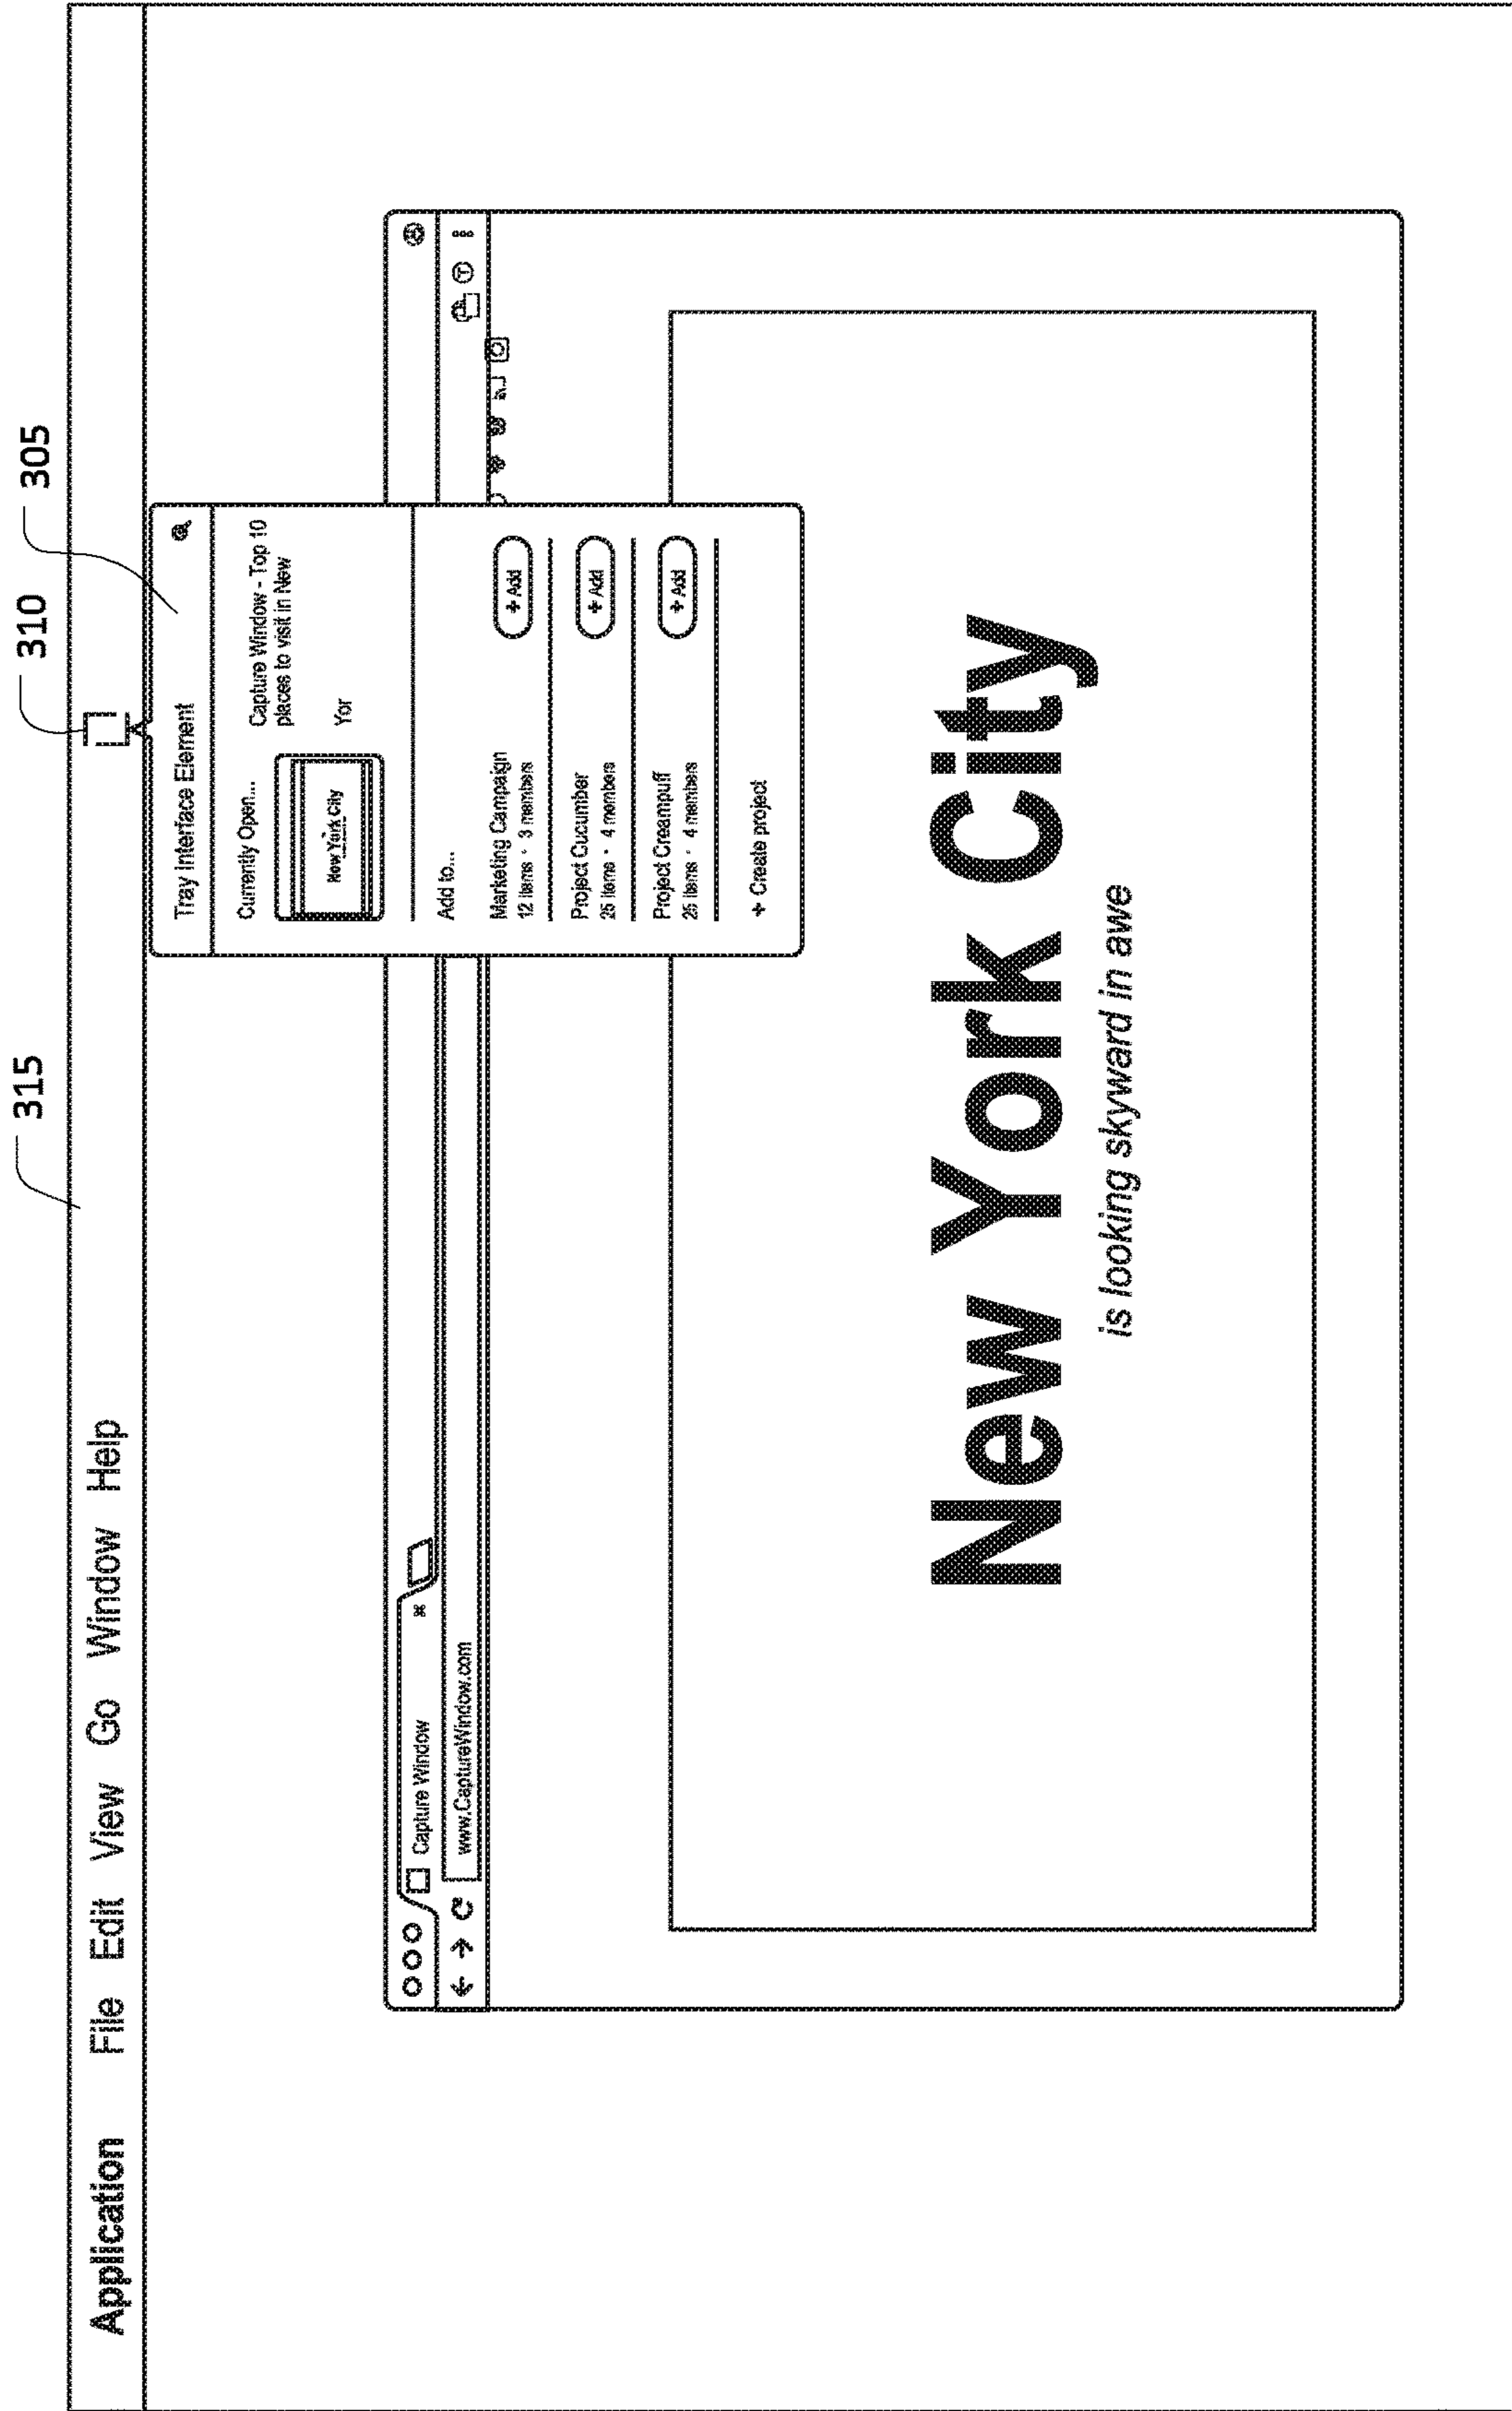 315
310
305
Application File Edit View Go Window Help
Tray Interface Element
Currently Open...
New York City
Capture Window - Top 10
places to visit in New
Yor
Add to...
Marketing Campaign
12 items • 3 members
+ Add
Project Cucumber
25 items • 4 members
+ Add
Project Creampuff
25 items • 4 members
+ Add
+ Create project
Capture Window
www.CaptureWindow.com
New York City
is looking skyward in awe